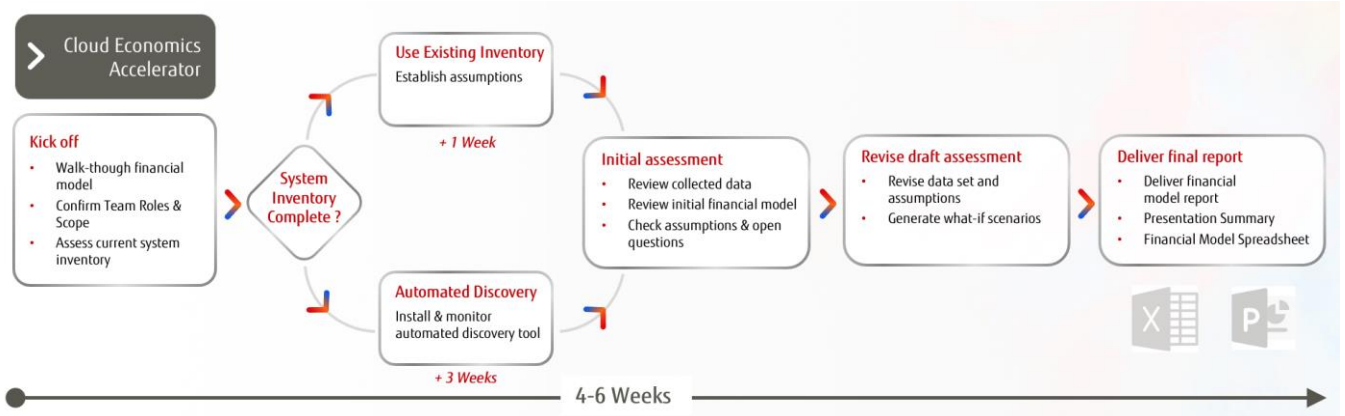 Cloud Economics
Accelerator
Kick off
• Walk-though financial
model
• Confirm Team Roles &
Scope
• Assess current system
inventory
System
Inventory
Complete ?
Use Existing Inventory
Establish assumptions
+ 1 Week
Automated Discovery
Install & monitor
automated discovery tool
+ 3 Weeks
Initial assessment
• Review collected data
• Review initial financial model
• Check assumptions & open
questions
Revise draft assessment
• Revise data set and
assumptions
• Generate what-if scenarios
Deliver final report
• Deliver financial
model report
• Presentation Summary
• Financial Model Spreadsheet
X
P
4-6 Weeks